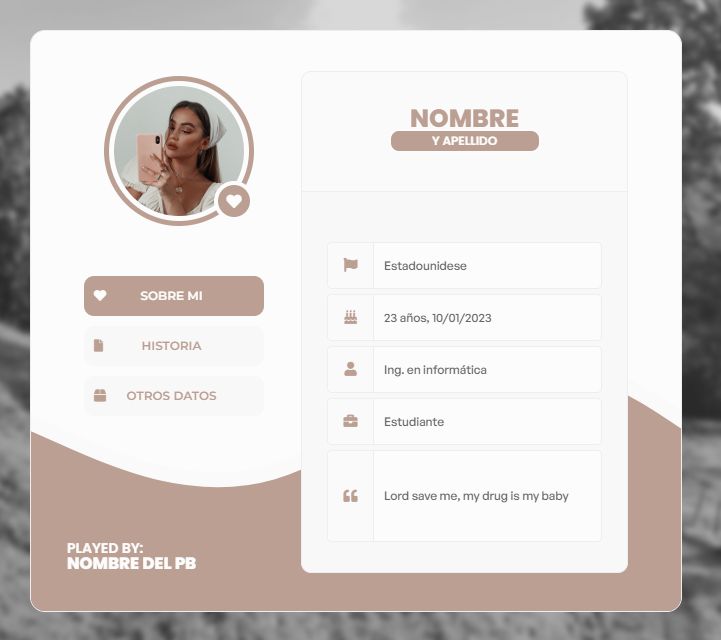 NOMBRE
Y APELLIDO
SOBRE MI
HISTORIA
OTROS DATOS
Estadounidese
23 años, 10/01/2023
Ing. en informática
Estudiante
Lord save me, my drug is my baby
PLAYED BY:
NOMBRE DEL PB